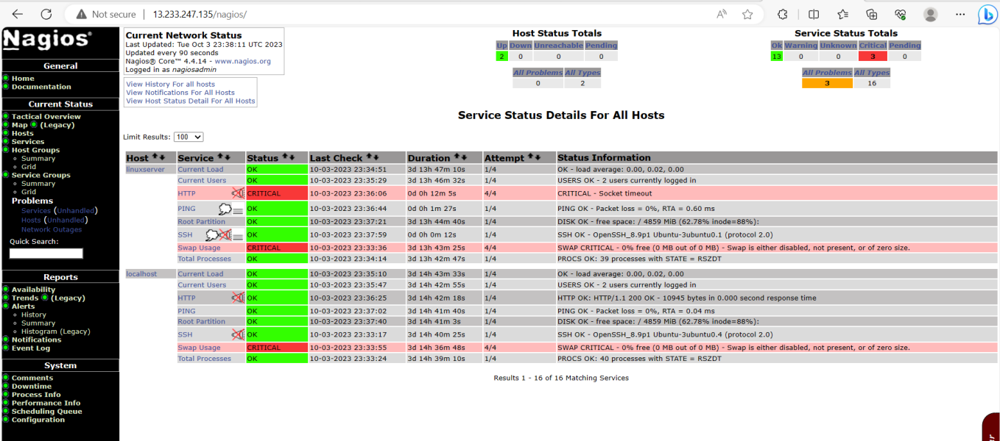 Not secure | 13.233.247.135/nagios/
Nagios®
General
Home
Documentation
Current Status
Tactical Overview
Map (Legacy)
Hosts
Services
Host Groups
Summary
Grid
Service Groups
Summary
Grid
Problems
Services (Unhandled)
Hosts (Unhandled)
Network Outages
Quick Search:
Reports
Availability
Trends (Legacy)
Alerts
History
Summary
Histogram (Legacy)
Notifications
Event Log
System
Comments
Downtime
Process Info
Performance Info
Scheduling Queue
Configuration
Current Network Status
Last Updated: Tue Oct 3 23:38:11 UTC 2023
Updated every 90 seconds
Nagios® Core™ 4.4.14 - www.nagios.org
Logged in as nagiosadmin
View History For all hosts
View Notifications For All Hosts
View Host Status Detail For All Hosts
Host Status Totals
Up Down Unreachable Pending
2 0 0 0
All Problems All Types
0 2
Service Status Totals
Ok Warning Unknown Critical Pending
13 0 0 3 0
All Problems All Types
3 16
Service Status Details For All Hosts
Limit Results: 100
Host Service Status Last Check Duration Attempt Status Information
linuxserver Current Load OK 10-03-2023 23:34:51 3d 13h 47m 10s 1/4 OK - load average: 0.00, 0.02, 0.00
Current Users OK 10-03-2023 23:35:29 3d 13h 46m 32s 1/4 USERS OK - 2 users currently logged in
HTTP CRITICAL 10-03-2023 23:36:06 0d 0h 12m 5s 4/4 CRITICAL - Socket timeout
PING OK 10-03-2023 23:36:44 0d 0h 1m 27s 1/4 PING OK - Packet loss = 0%, RTA = 0.60 ms
Root Partition OK 10-03-2023 23:37:21 3d 13h 44m 40s 1/4 DISK OK - free space: / 4859 MiB (62.78% inode=88%):
SSH OK 10-03-2023 23:37:59 0d 0h 0m 12s 1/4 SSH OK - OpenSSH_8.9p1 Ubuntu-3ubuntu0.1 (protocol 2.0)
Swap Usage CRITICAL 10-03-2023 23:33:36 3d 13h 43m 25s 4/4 SWAP CRITICAL - 0% free (0 MB out of 0 MB) - Swap is either disabled, not present, or of zero size.
Total Processes OK 10-03-2023 23:34:14 3d 13h 42m 47s 1/4 PROCS OK: 39 processes with STATE = RSZDT
localhost Current Load OK 10-03-2023 23:35:10 3d 14h 43m 33s 1/4 OK - load average: 0.00, 0.02, 0.00
Current Users OK 10-03-2023 23:35:47 3d 14h 42m 55s 1/4 USERS OK - 2 users currently logged in
HTTP OK 10-03-2023 23:36:25 3d 14h 42m 18s 1/4 HTTP OK: HTTP/1.1 200 OK - 10945 bytes in 0.000 second response time
PING OK 10-03-2023 23:37:02 3d 14h 41m 40s 1/4 PING OK - Packet loss = 0%, RTA = 0.04 ms
Root Partition OK 10-03-2023 23:37:40 3d 14h 41m 3s 1/4 DISK OK - free space: / 4859 MiB (62.78% inode=88%):
SSH OK 10-03-2023 23:33:17 3d 14h 40m 25s 1/4 SSH OK - OpenSSH_8.9p1 Ubuntu-3ubuntu0.4 (protocol 2.0)
Swap Usage CRITICAL 10-03-2023 23:33:55 3d 14h 36m 48s 4/4 SWAP CRITICAL - 0% free (0 MB out of 0 MB) - Swap is either disabled, not present, or of zero size.
Total Processes OK 10-03-2023 23:33:24 3d 14h 39m 10s 1/4 PROCS OK: 40 processes with STATE = RSZDT
Results 1 - 16 of 16 Matching Services